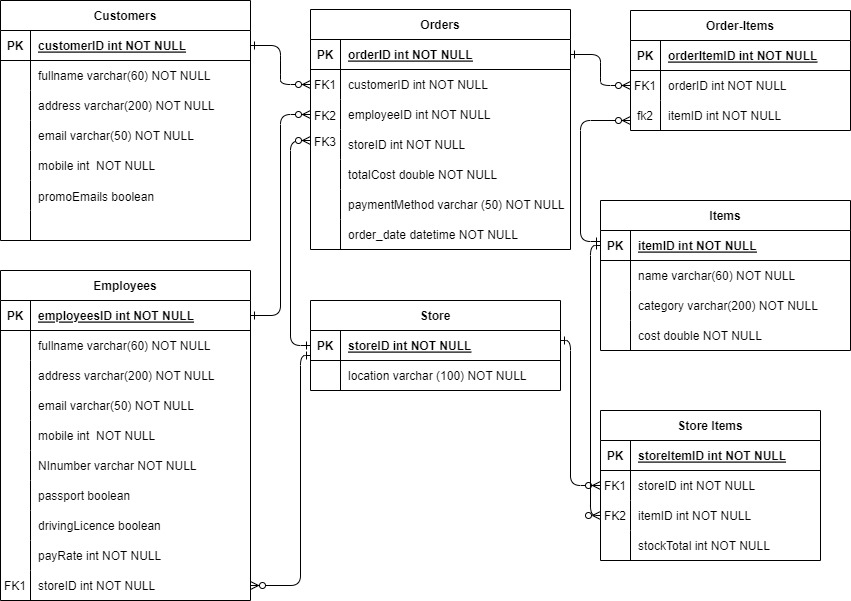 Customers
PK customerID int NOT NULL
fullname varchar(60) NOT NULL
address varchar(200) NOT NULL
email varchar(50) NOT NULL
mobile int  NOT NULL
promoEmails boolean
Orders
PK orderID int NOT NULL
FK1 customerID int NOT NULL
FK2 employeeID int NOT NULL
FK3 storeID int NOT NULL
totalCost double NOT NULL
paymentMethod varchar (50) NOT NULL
order_date datetime NOT NULL
Order-Items
PK orderItemID int NOT NULL
FK1 orderID int NOT NULL
fk2 itemID int NOT NULL
Items
PK itemID int NOT NULL
name varchar(60) NOT NULL
category varchar(200) NOT NULL
cost double NOT NULL
Employees
PK employeesID int NOT NULL
fullname varchar(60) NOT NULL
address varchar(200) NOT NULL
email varchar(50) NOT NULL
mobile int  NOT NULL
NInumber varchar NOT NULL
passport boolean
drivingLicence boolean
payRate int NOT NULL
FK1 storeID int NOT NULL
Store
PK storeID int NOT NULL
location varchar (100) NOT NULL
Store Items
PK storeItemID int NOT NULL
FK1 storeID int NOT NULL
FK2 itemID int NOT NULL
stockTotal int NOT NULL